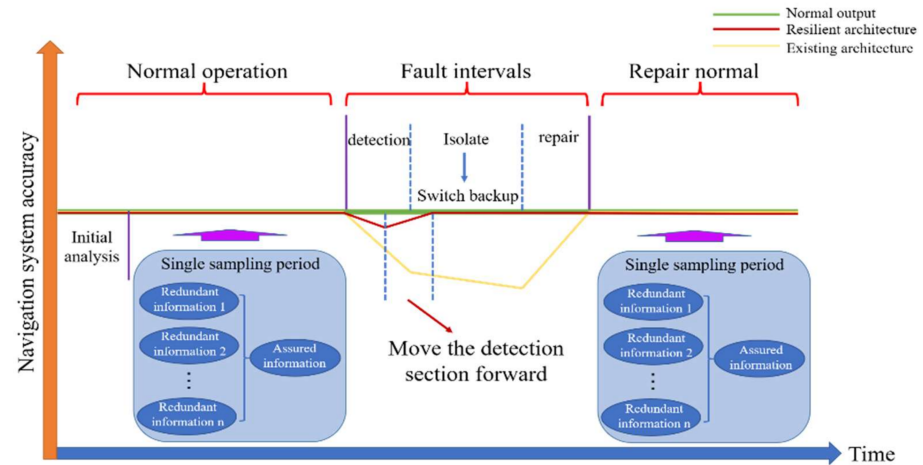 Normal output
Resilient architecture
Existing architecture
Normal operation
Fault intervals
Repair normal
Navigation system accuracy
detection
Isolate
repair
Switch backup
Initial
analysis
Single sampling period
Redundant
information 1
Redundant
information 2
Assured
information
Redundant
information n
Move the detection
section forward
Single sampling period
Redundant
information 1
Redundant
information 2
Assured
information
Redundant
information n
Time